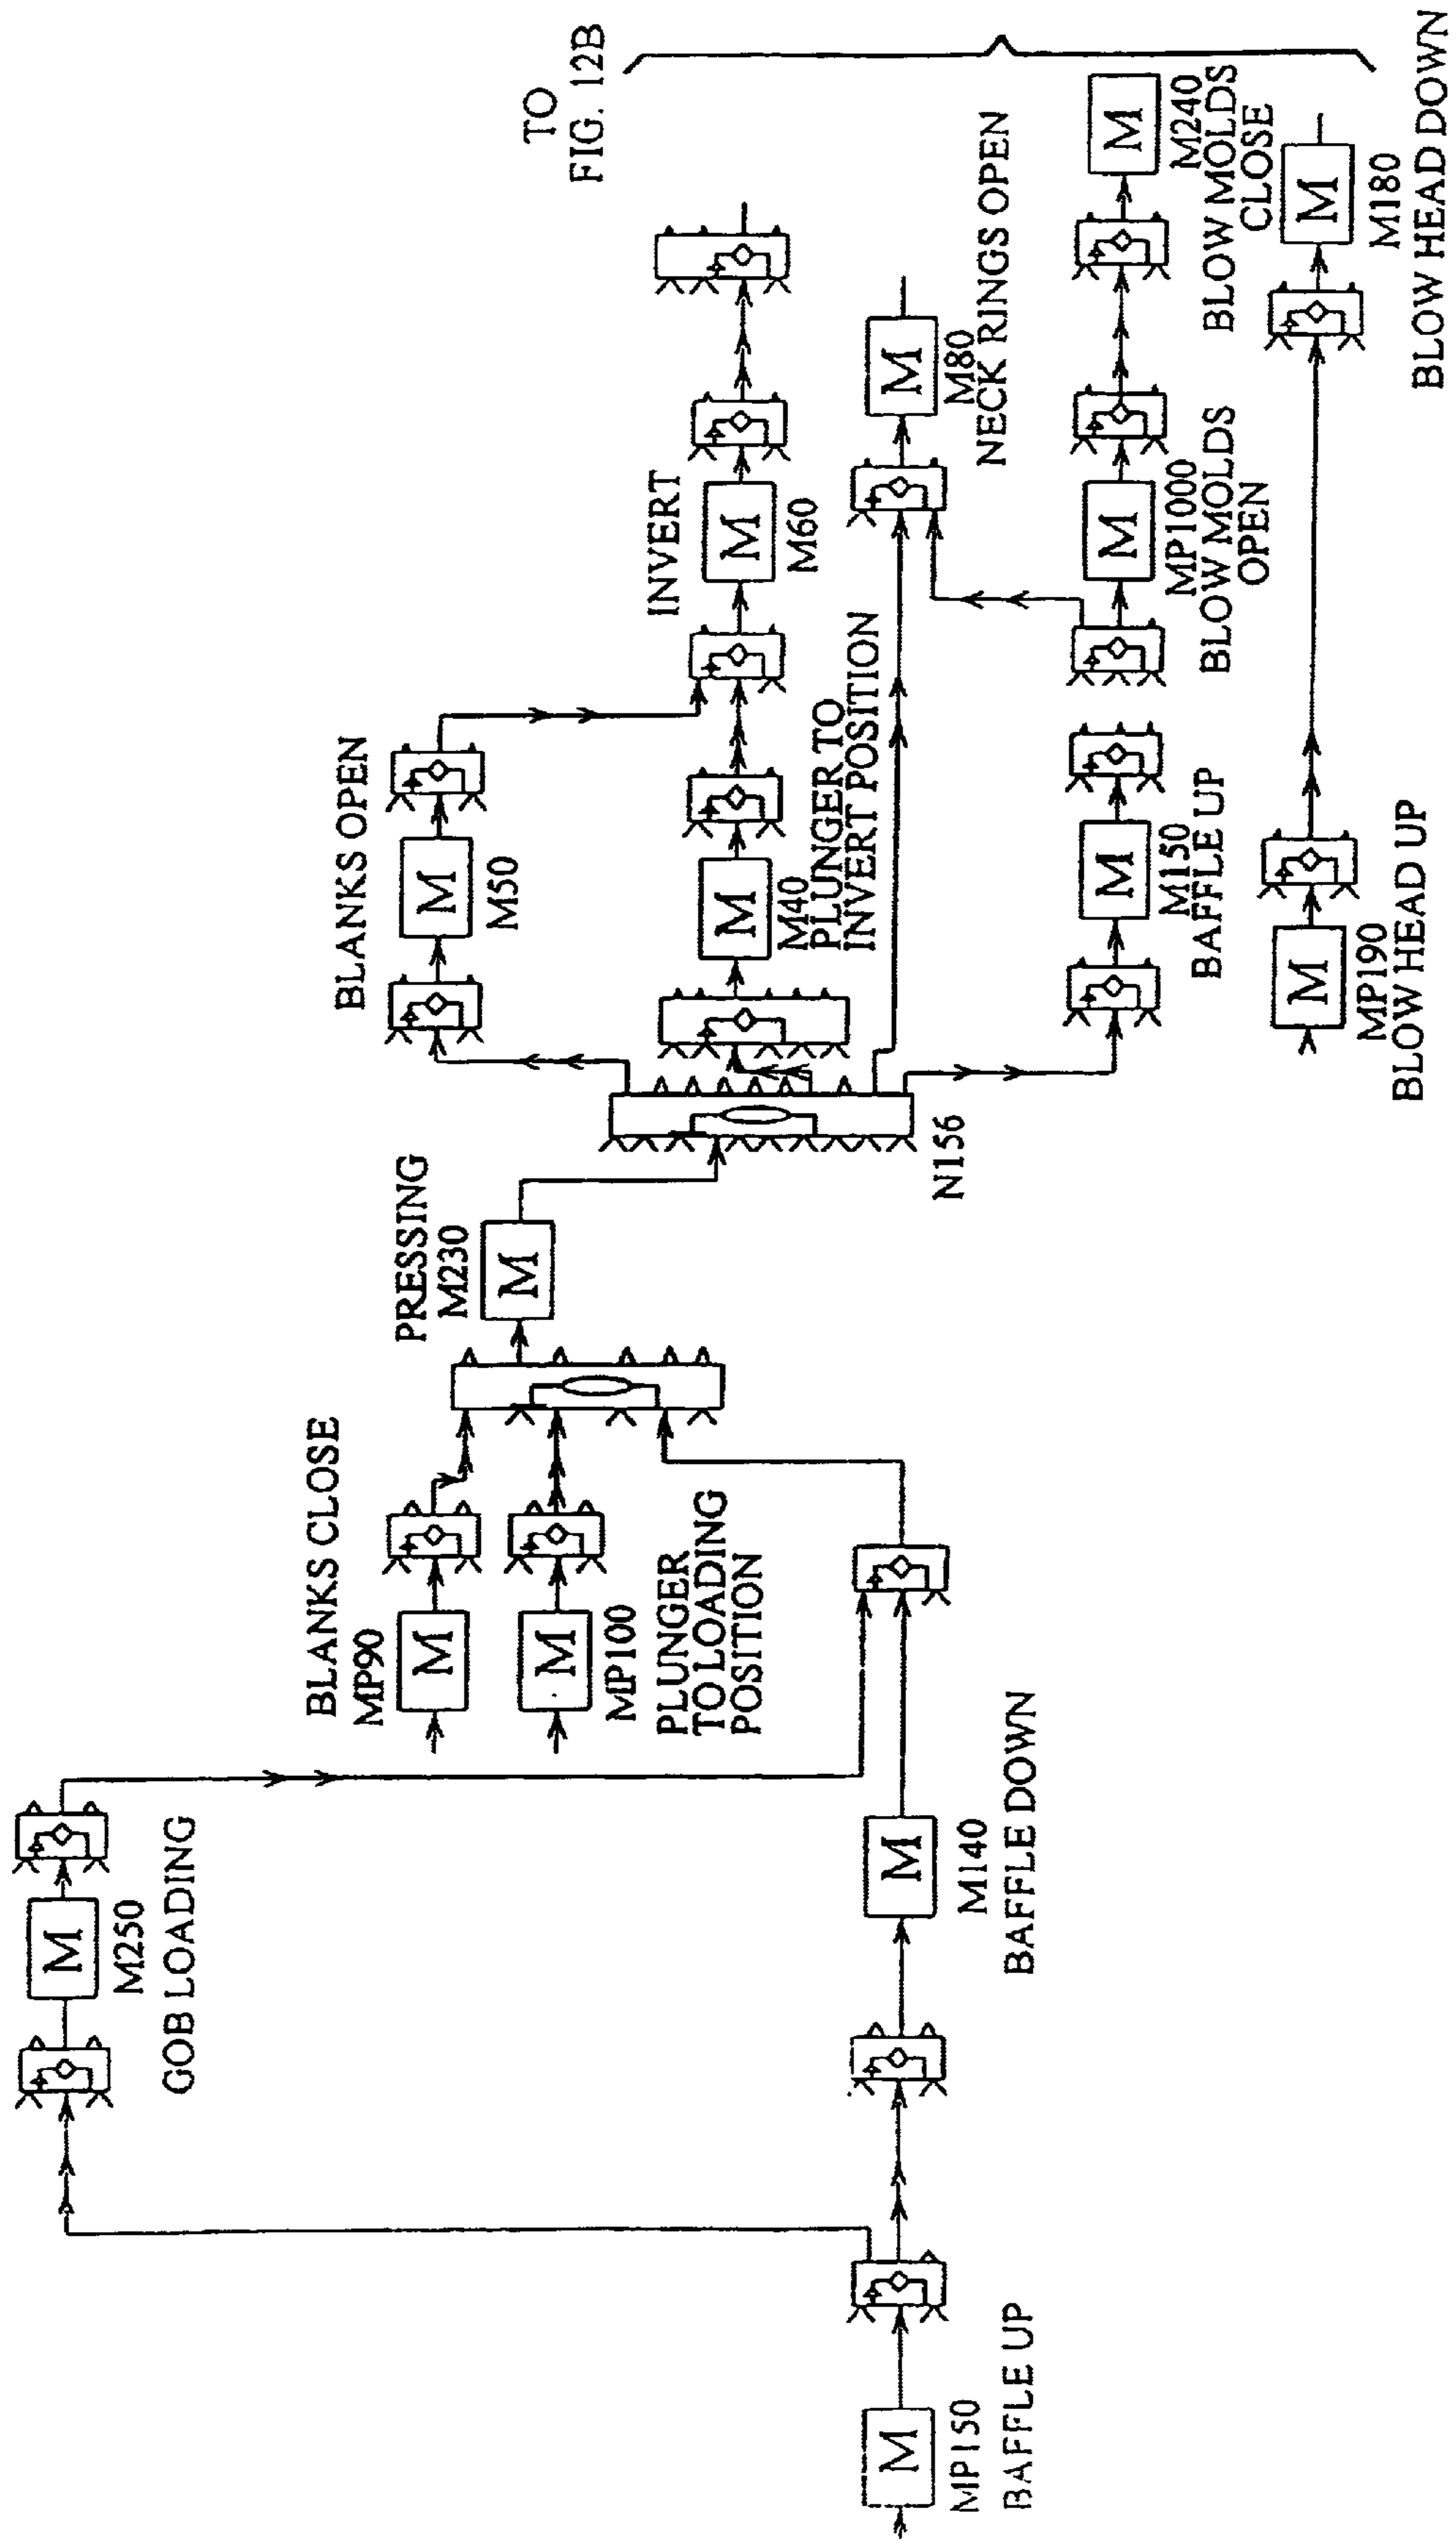 TO
FIG. 12B
M
M250
GOB LOADING
BLANKS CLOSE
MP90
M
M
MP100
PLUNGER
TO LOADING
POSITION
M
MP150
BAFFLE UP
M
M140
BAFFLE DOWN
PRESSING
M230
M
N156
BLANKS OPEN
M
M50
M
M40
PLUNGER TO
INVERT POSITION
INVERT
M
M60
M
M80
NECK RINGS OPEN
M
M150
BAFFLE UP
M
MP1000
BLOW MOLDS
OPEN
M
M240
BLOW MOLDS
CLOSE
M
MP190
BLOW HEAD UP
M
M180
BLOW HEAD DOWN